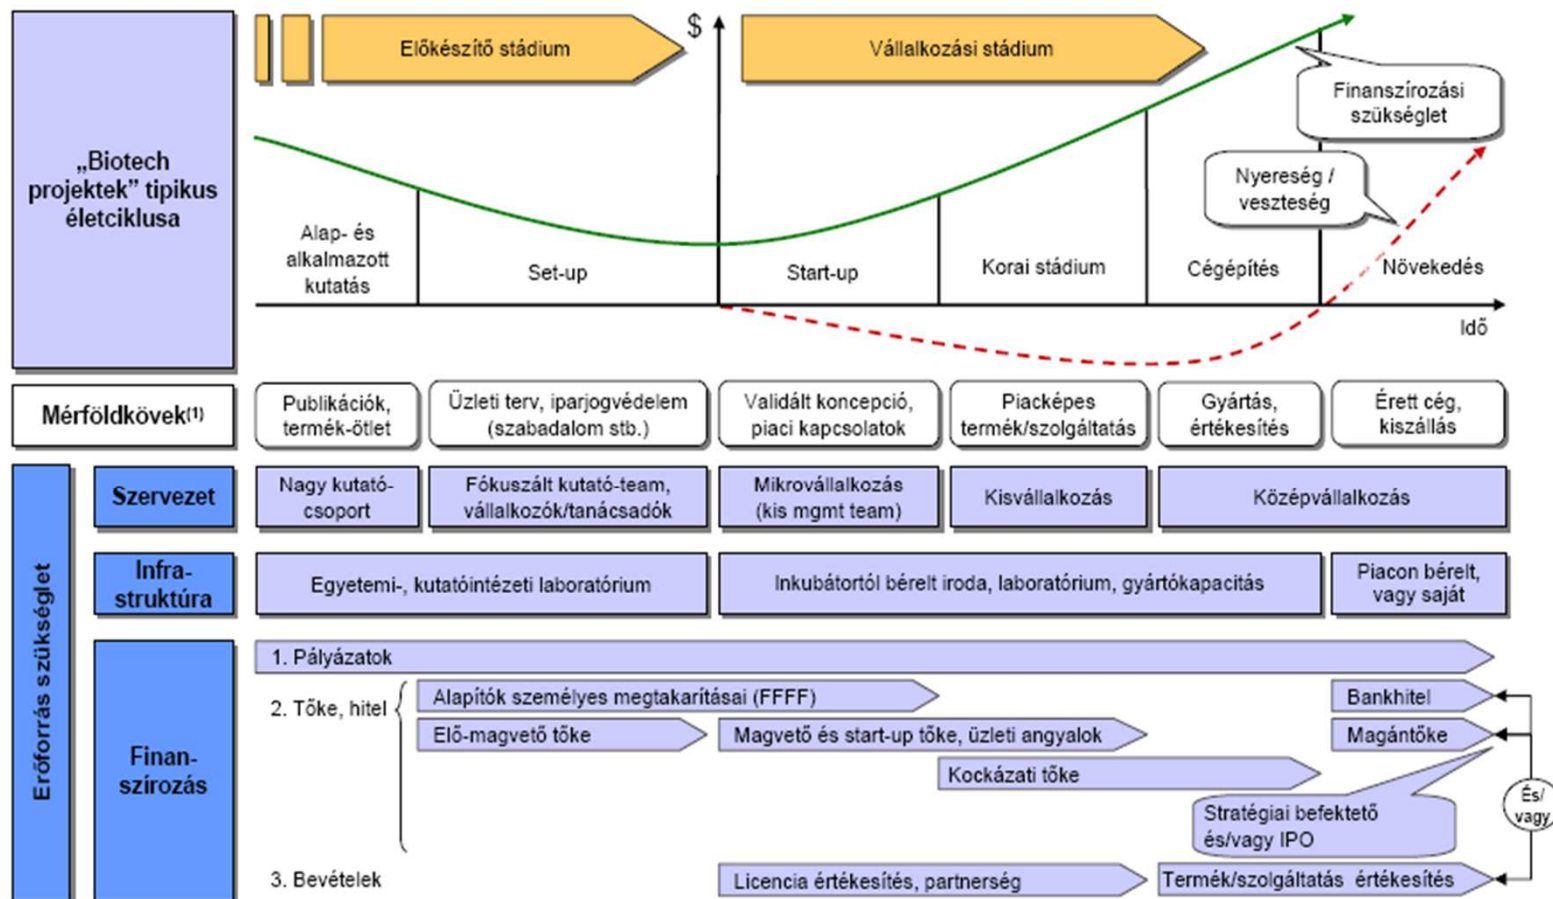 „Biotech
projektek” tipikus
életciklusa
Előkészítő stádium
$
Vállalkozási stádium
Finanszírozási
szükséglet
Nyereség /
veszteség
Alap- és
alkalmazott
kutatás
Set-up
Start-up
Korai stádium
Cégépítés
Növekedés
Idő
Mérföldkövek(1)
Publikációk,
termék-ötlet
Üzleti terv, iparjogvédelem
(szabadalom stb.)
Validált koncepció,
piaci kapcsolatok
Piacképes
termék/szolgáltatás
Gyártás,
értékesítés
Érett cég,
kiszállás
Erőforrás szükséglet
Szervezet
Nagy kutató-
csoport
Fókuszált kutató-team,
vállalkozók/tanácsadók
Mikrovállalkozás
(kis mgmt team)
Kisvállalkozás
Középvállalkozás
Infra-
struktúra
Egyetemi-, kutatóintézeti laboratórium
Inkubátortól bérelt iroda, laboratórium, gyártókapacitás
Piacon bérelt,
vagy saját
Finan-
szírozás
1. Pályázatok
2. Tőke, hitel
Alapítók személyes megtakarításai (FFFF)
Bankhitel
Elő-magvető tőke
Magvető és start-up tőke, üzleti angyalok
Magántőke
Kockázati tőke
Stratégiai befektető
és/vagy IPO
És/
vagy
3. Bevételek
Licencia értékesítés, partnerség
Termék/szolgáltatás értékesítés